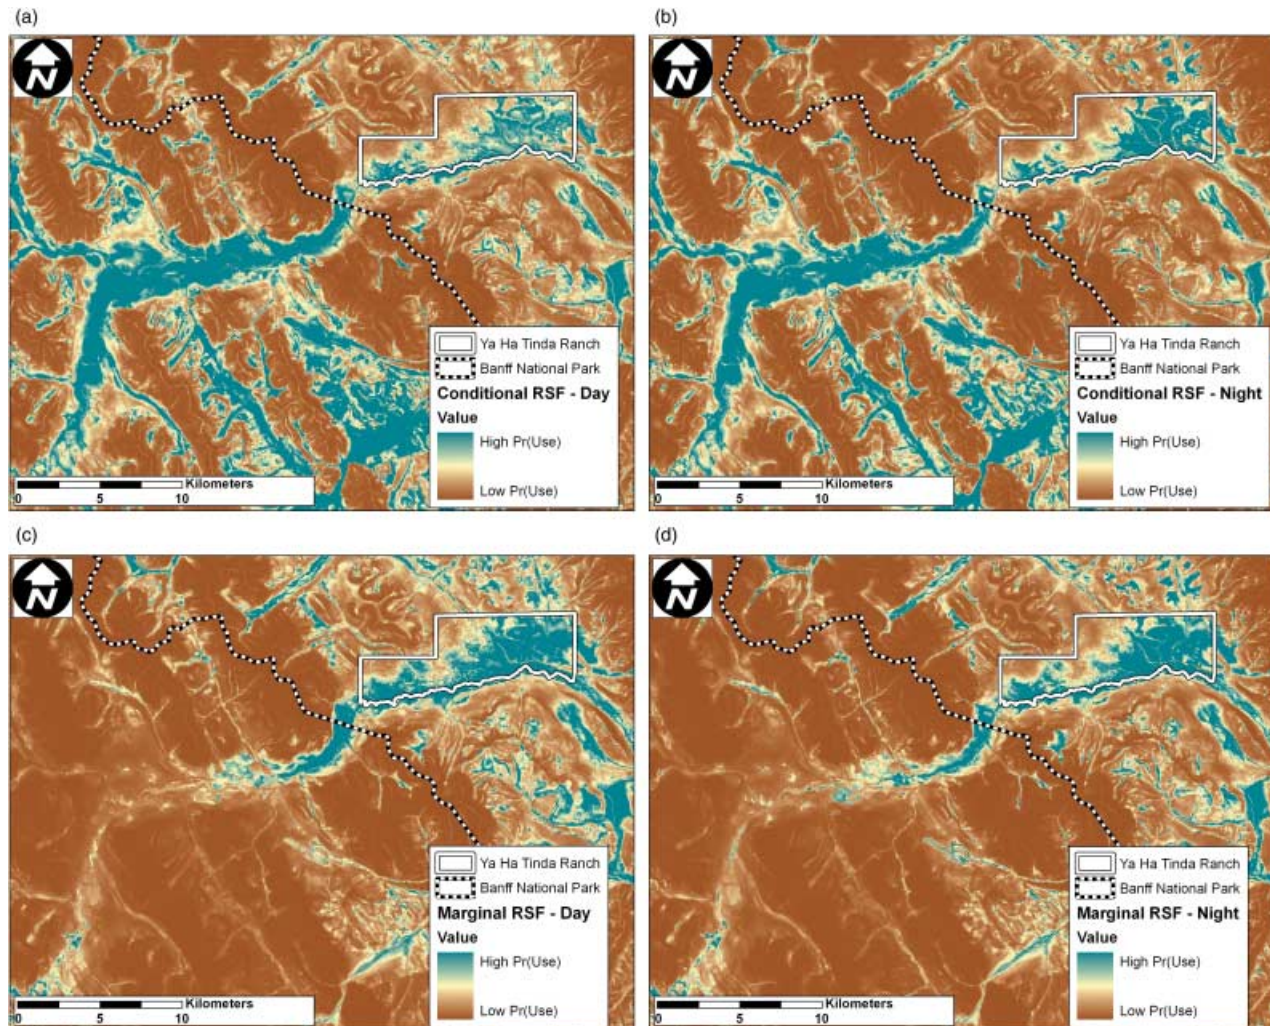 (a)
N
Ya Ha Tinda Ranch
Banff National Park
Conditional RSF - Day
Value
High Pr(Use)
Low Pr(Use)
Kilometers
0 5 10
(b)
N
Ya Ha Tinda Ranch
Banff National Park
Conditional RSF - Night
Value
High Pr(Use)
Low Pr(Use)
Kilometers
0 5 10
(c)
N
Ya Ha Tinda Ranch
Banff National Park
Marginal RSF - Day
Value
High Pr(Use)
Low Pr(Use)
Kilometers
0 5 10
(d)
N
Ya Ha Tinda Ranch
Banff National Park
Marginal RSF - Night
Value
High Pr(Use)
Low Pr(Use)
Kilometers
0 5 10